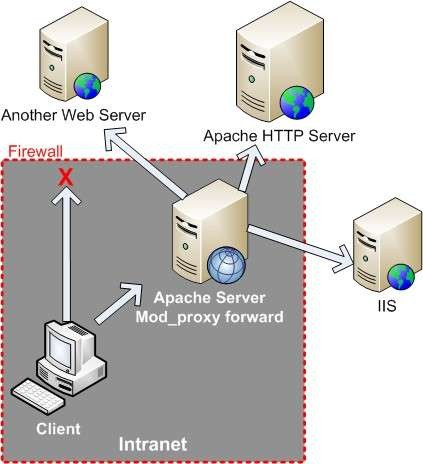 Another Web Server
Apache HTTP Server
Firewall
X
IIS
Apache Server
Mod_proxy forward
Client
Intranet